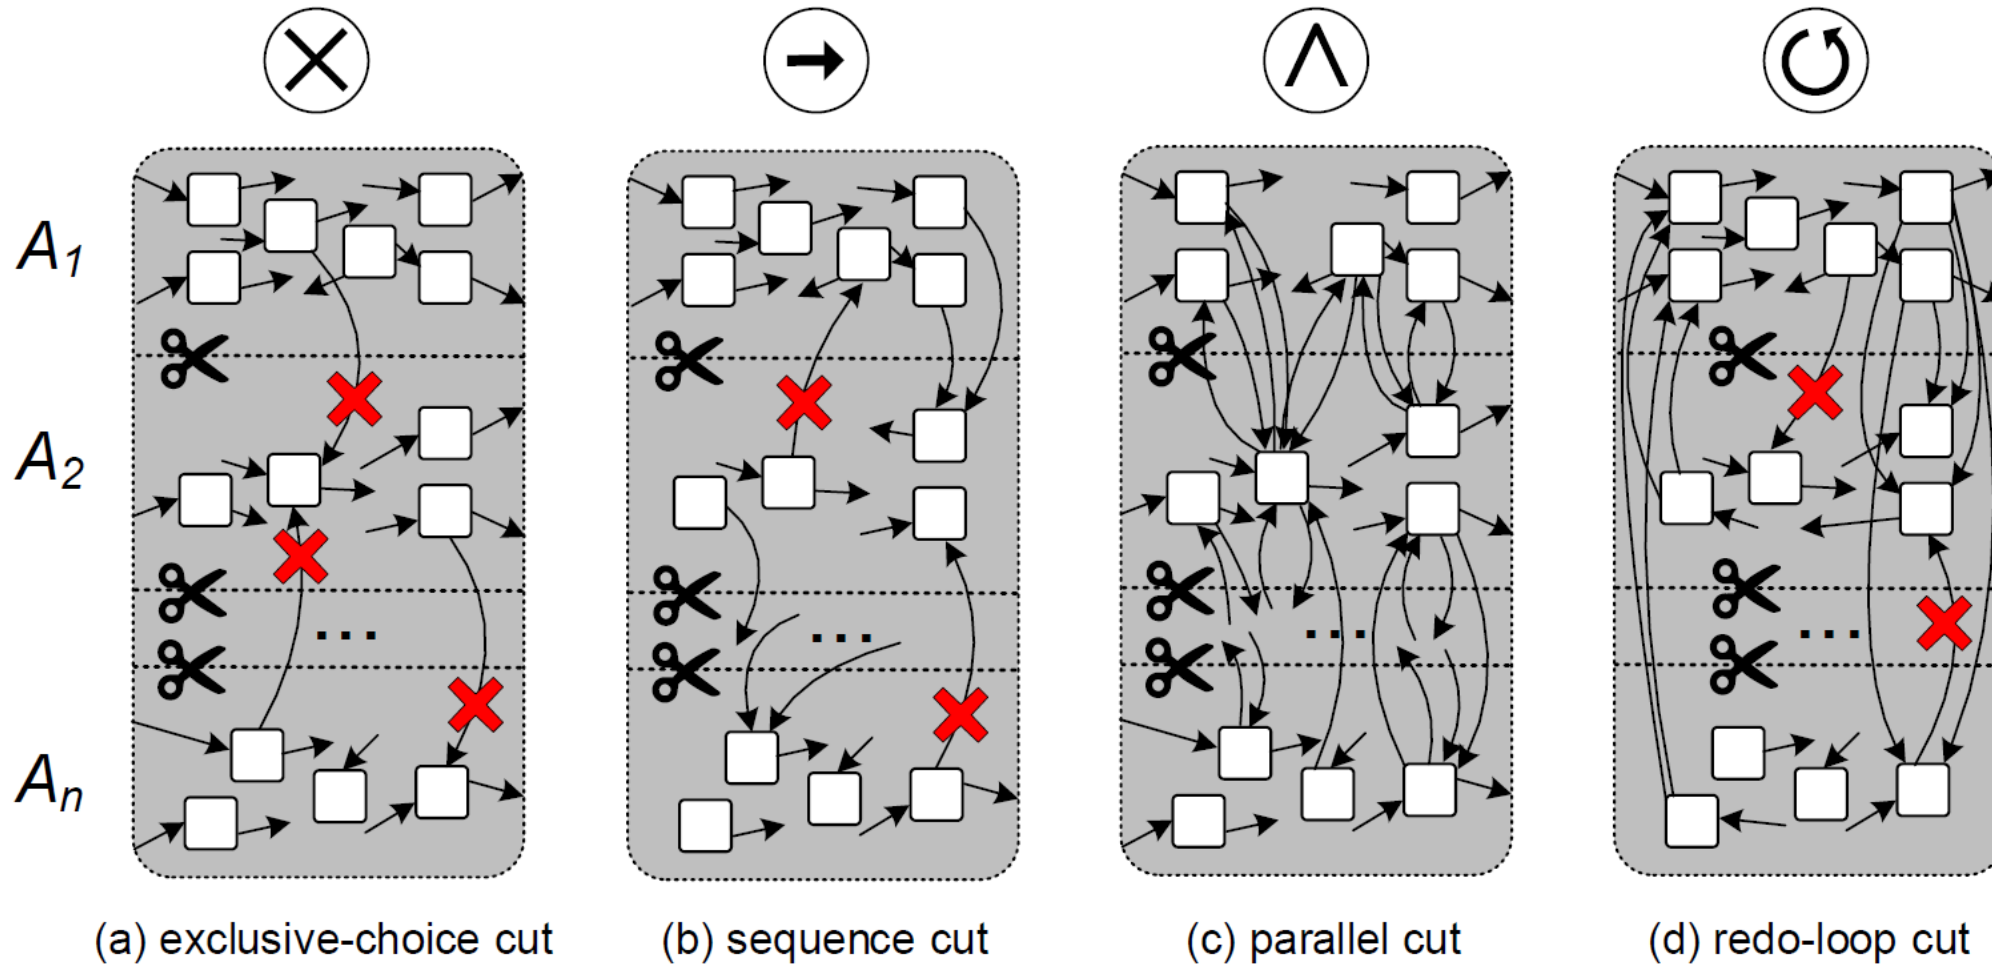 A1
A2
...
...
...
...
An
(a) exclusive-choice cut
(b) sequence cut
(c) parallel cut
(d) redo-loop cut